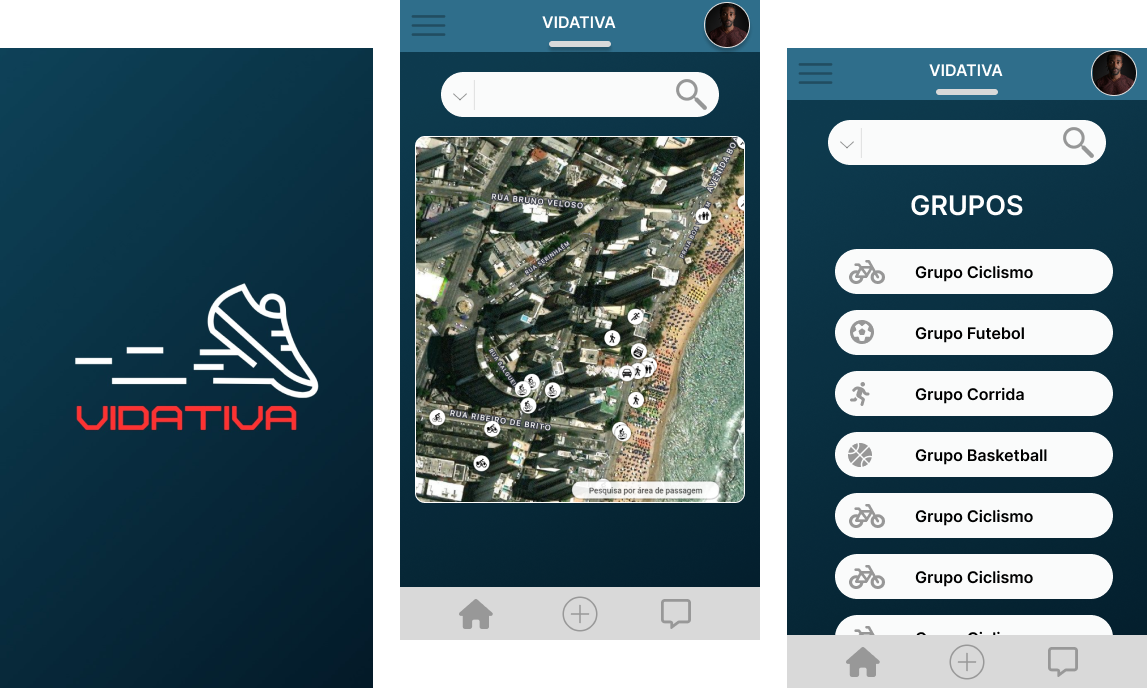 VIDATIVA
VIDATIVA
AVENIDA BO
RUA BRUNO VELOSO
RUA SERINHAÉM
RUA RIBEIRO DE BRITO
Pesquisa por área de passagem
VIDATIVA
GRUPOS
Grupo Ciclismo
Grupo Futebol
Grupo Corrida
Grupo Basketball
Grupo Ciclismo
Grupo Ciclismo